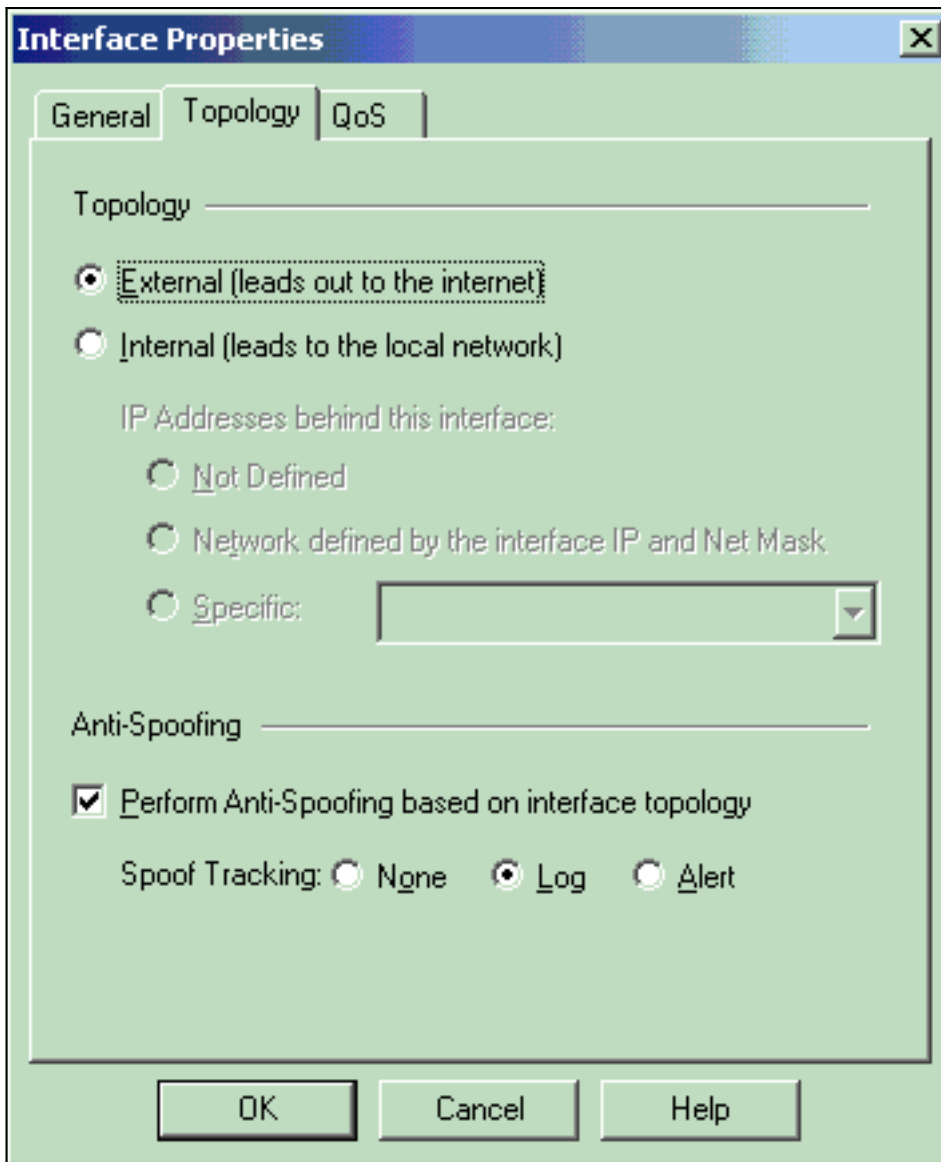 Interface Properties
General Topology QoS
Topology
External (leads out to the internet)
Internal (leads to the local network)
IP Addresses behind this interface:
Not Defined
Network defined by the interface IP and Net Mask
Specific:
Anti-Spoofing
Perform Anti-Spoofing based on interface topology
Spoof Tracking: None Log Alert
OK Cancel Help